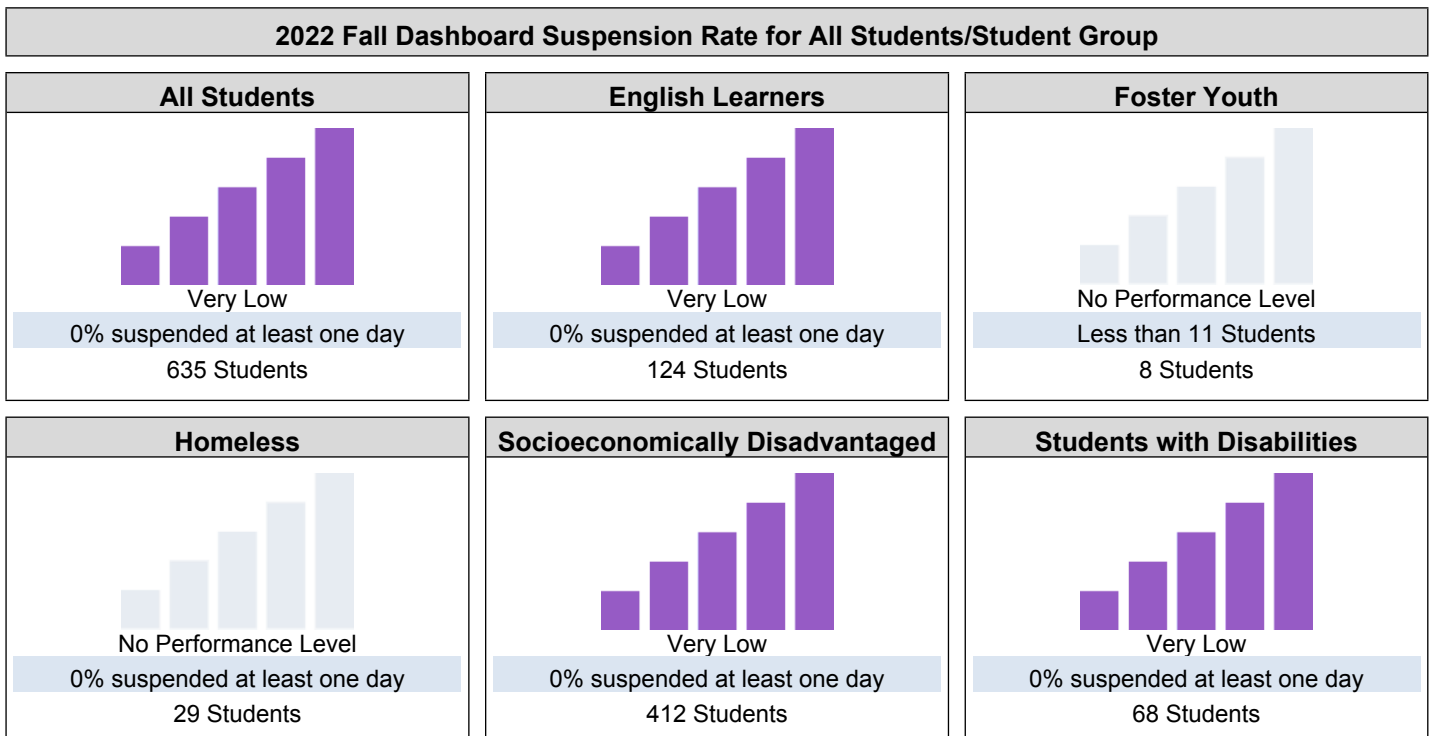 2022 Fall Dashboard Suspension Rate for All Students/Student Group
All Students
Very Low
0% suspended at least one day
635 Students
English Learners
Very Low
0% suspended at least one day
124 Students
Foster Youth
No Performance Level
Less than 11 Students
8 Students
Homeless
No Performance Level
0% suspended at least one day
29 Students
Socioeconomically Disadvantaged
Very Low
0% suspended at least one day
412 Students
Students with Disabilities
Very Low
0% suspended at least one day
68 Students